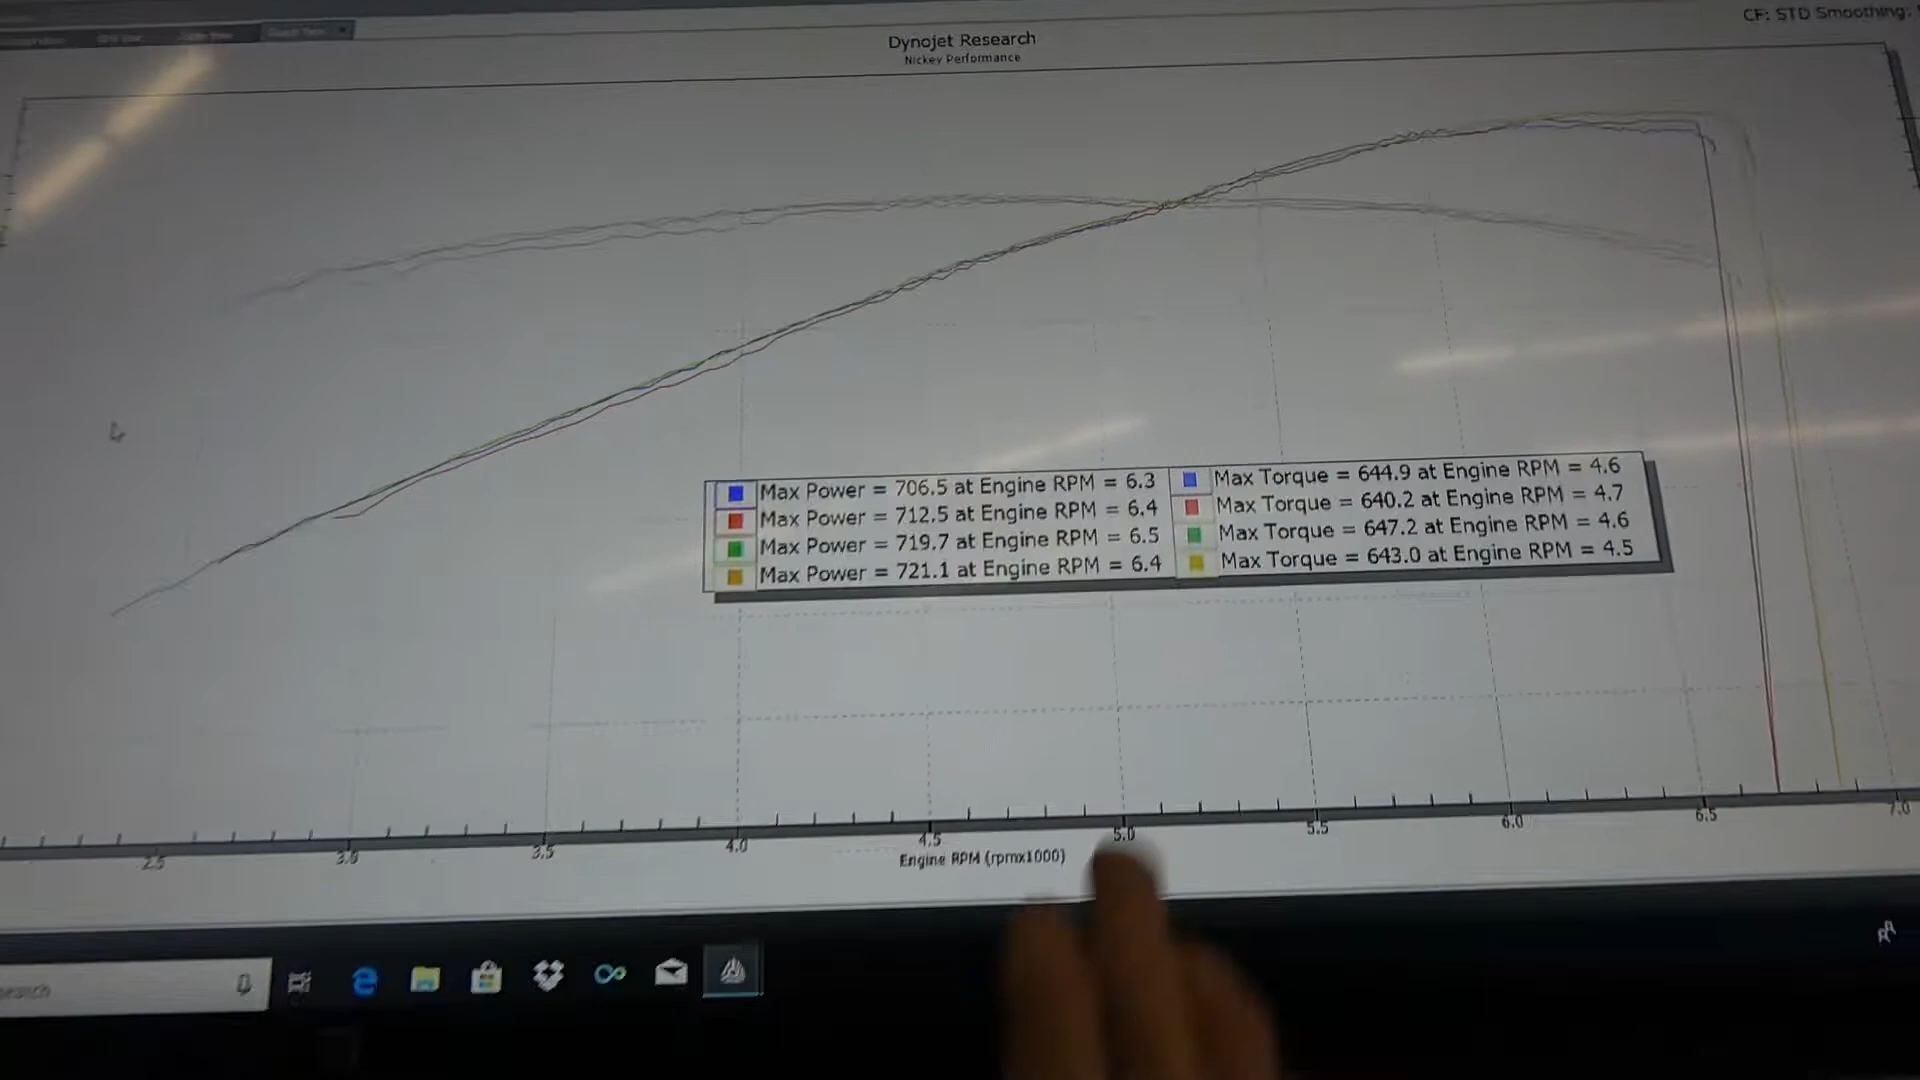 CF: STD Smoothing:
Dynojet Research
Nickey Performance
Max Power = 706.5 at Engine RPM = 6.3
Max Power = 712.5 at Engine RPM = 6.4
Max Power = 719.7 at Engine RPM = 6.5
Max Power = 721.1 at Engine RPM = 6.4
Max Torque = 644.9 at Engine RPM = 4.6
Max Torque = 640.2 at Engine RPM = 4.7
Max Torque = 647.2 at Engine RPM = 4.6
Max Torque = 643.0 at Engine RPM = 4.5
2.5 3.0 3.5 4.0 4.5 5.0 5.5 6.0 6.5 7.0
Engine RPM (rpmx1000)
earch